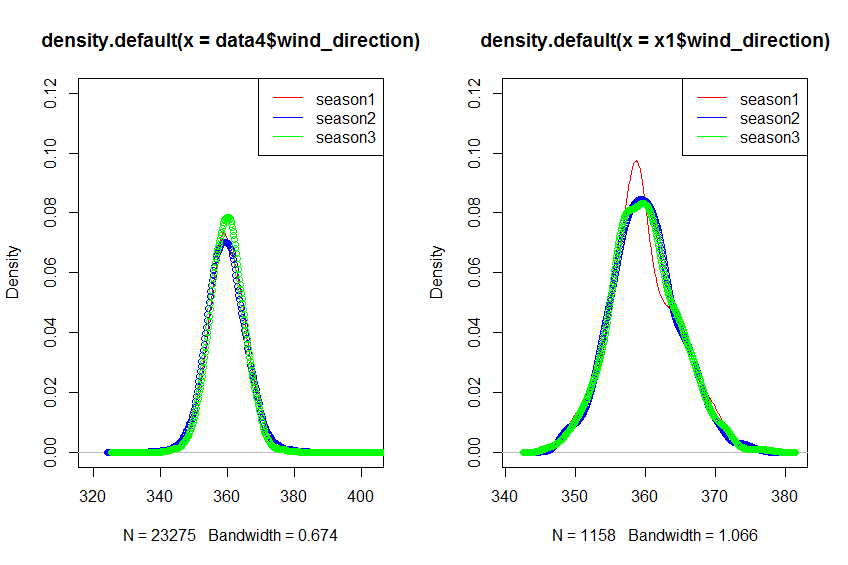 density.default(x = data4$wind_direction)
Density
0.00 0.02 0.04 0.06 0.08 0.10 0.12
season1
season2
season3
320 340 360 380 400
N = 23275 Bandwidth = 0.674
density.default(x = x1$wind_direction)
Density
0.00 0.02 0.04 0.06 0.08 0.10 0.12
season1
season2
season3
340 350 360 370 380
N = 1158 Bandwidth = 1.066